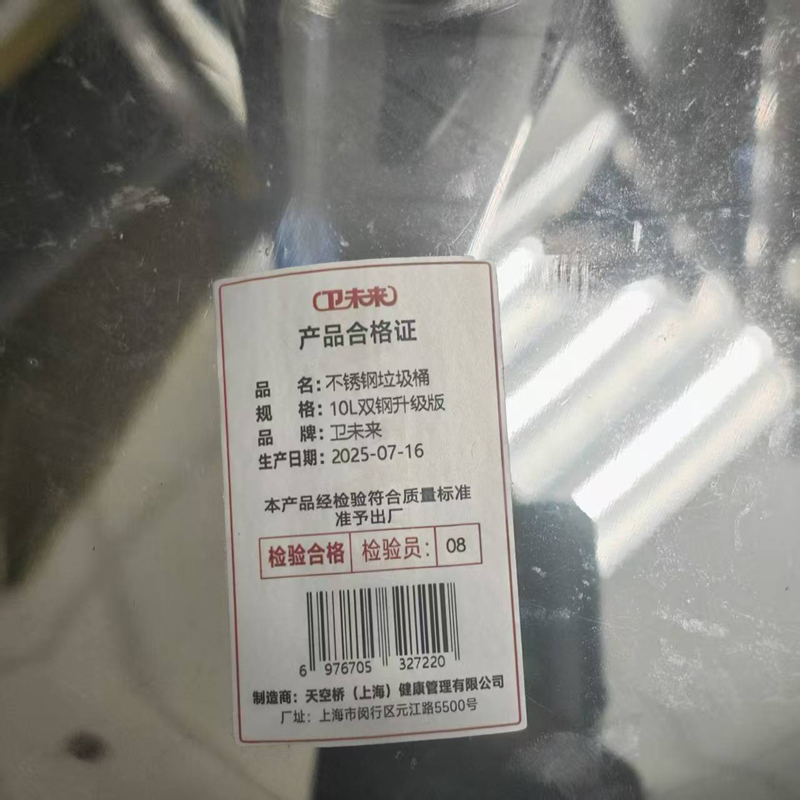 卫未来
产品合格证
品 名:不锈钢垃圾桶
规 格:10L双钢升级版
品 牌:卫未来
生产日期:2025-07-16
本产品经检验符合质量标准
准予出厂
检验合格 检验员: 08
6 976705 327220
制造商:天空桥（上海）健康管理有限公司
厂址:上海市闵行区元江路5500号